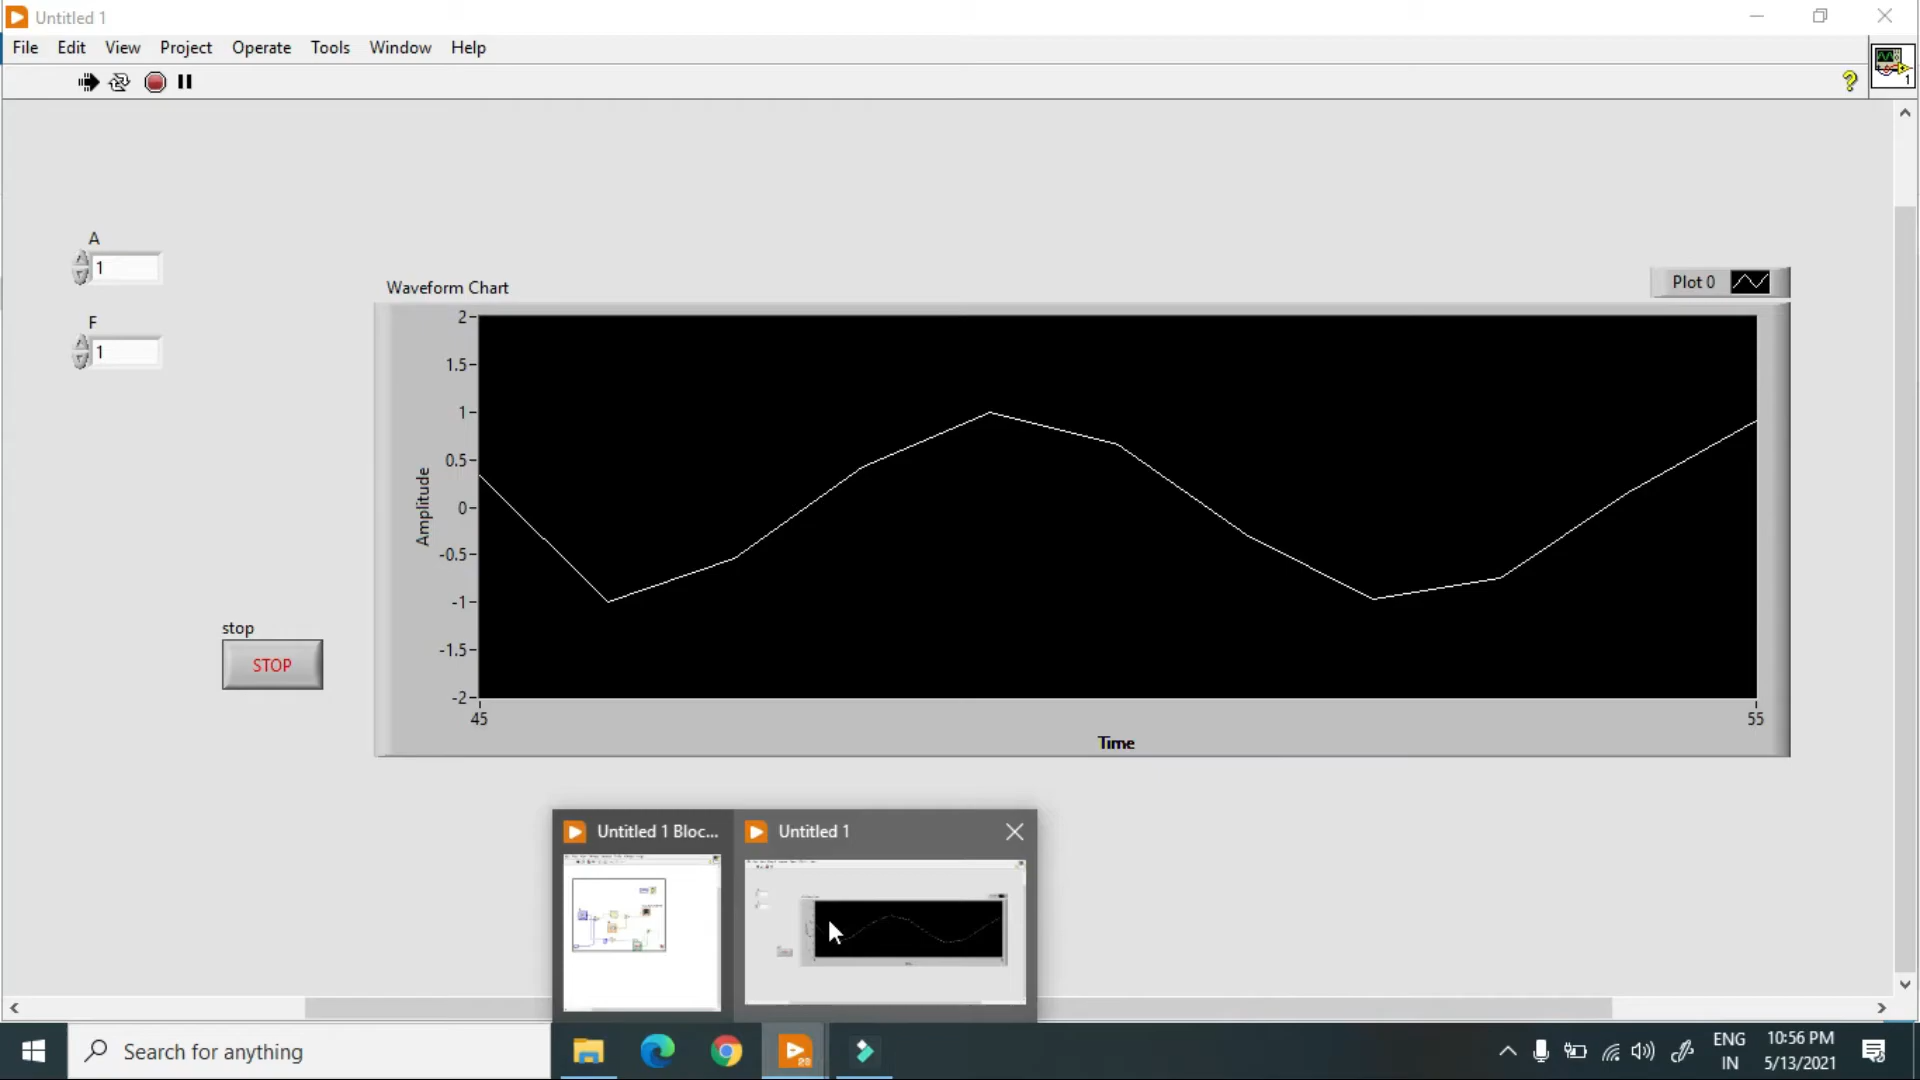 Untitled 1
File Edit View Project Operate Tools Window Help
1
A
1
F
1
Waveform Chart
Plot 0
2
1.5
1
0.5
0
-0.5
-1
-1.5
-2
Amplitude
45
55
Time
stop
STOP
Untitled 1 Bloc...
Untitled 1
Search for anything
20
ENG
IN
10:56 PM
5/13/2021